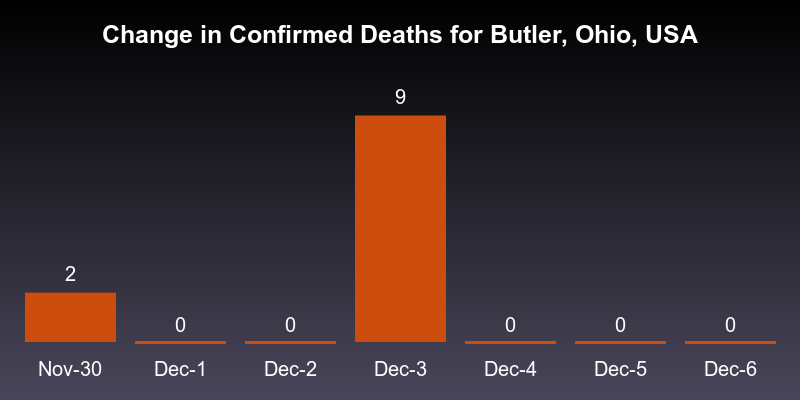 Change in Confirmed Deaths for Butler, Ohio, USA
9
2
0 0 0 0 0
Nov-30 Dec-1 Dec-2 Dec-3 Dec-4 Dec-5 Dec-6